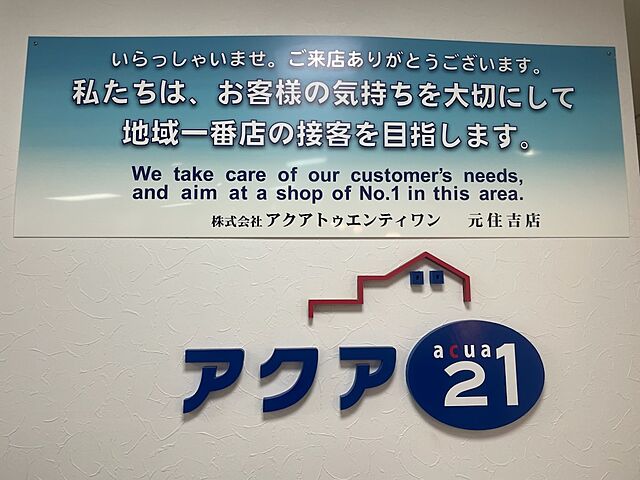 いらっしゃいませ。ご来店ありがとうございます。
私たちは、お客様の気持ちを大切にして
地域一番店の接客を目指します。
We take care of our customer's needs,
and aim at a shop of No.1 in this area.
株式会社アクアトゥエンティワン 元住吉店
acua
アクア21